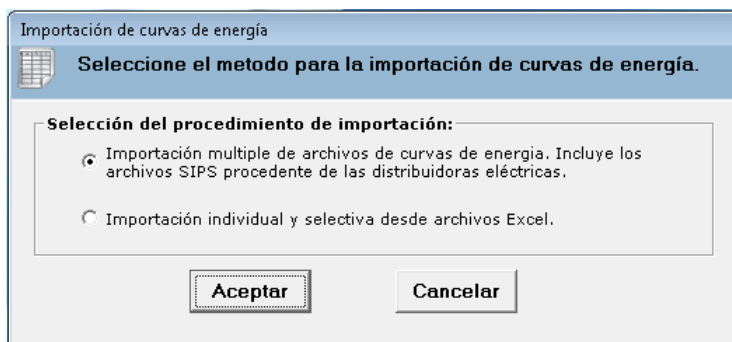 Importación de curvas de energía
Seleccione el metodo para la importación de curvas de energía.
Selección del procedimiento de importación:
Importación multiple de archivos de curvas de energia. Incluye los
archivos SIPS procedente de las distribuidoras eléctricas.
Importación individual y selectiva desde archivos Excel.
Aceptar
Cancelar